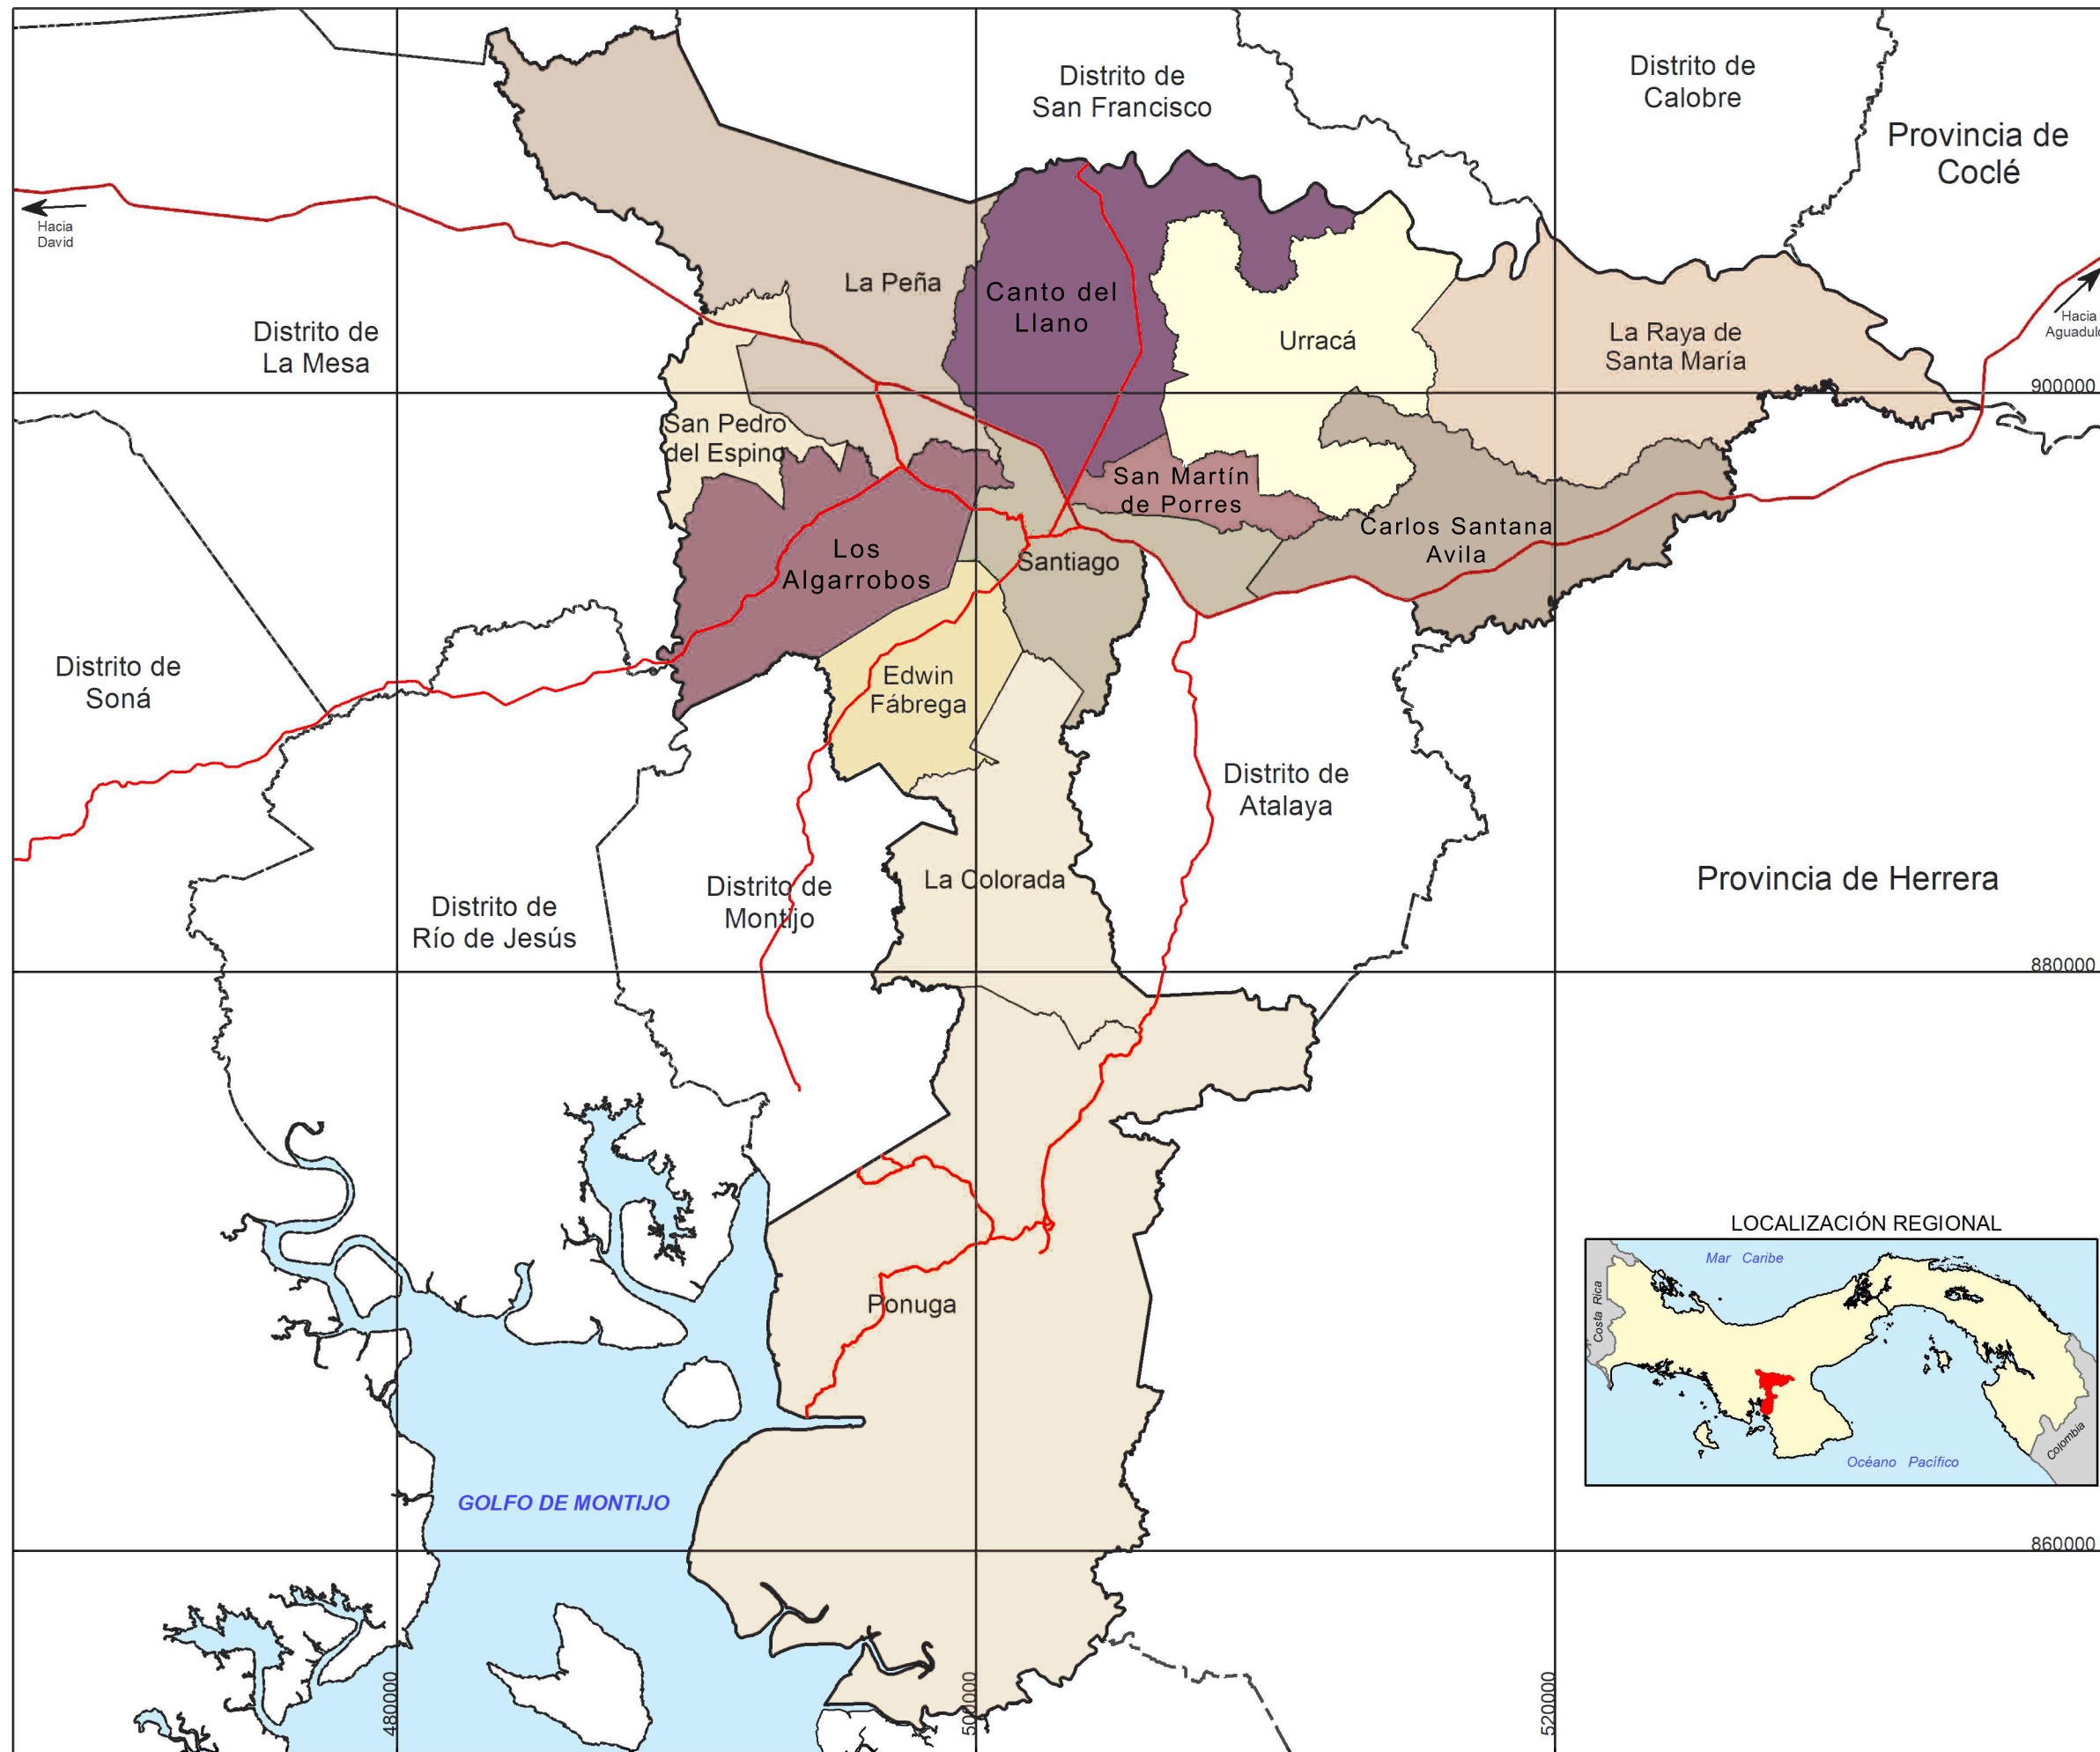 Distrito de
San Francisco
Distrito de
Calobre
Provincia de
Coclé
Hacia
David
La Peña
Canto del
Llano
Urracá
La Raya de
Santa María
Hacia
Distrito de
La Mesa
900000
San Pedro
del Espino
San Martín
de Porres
Carlos Santana
Avila
Los
Algarrobos
Santiago
Distrito de
Soná
Edwin
Fábrega
Distrito de
Atalaya
La Colorada
Provincia de Herrera
Distrito de
Montijo
Distrito de
Río de Jesús
880000
LOCALIZACIÓN REGIONAL
Mar Caribe
Costa Rica
Colombia
Océano Pacífico
Ponuga
GOLFO DE MONTIJO
860000
480000
500000
520000